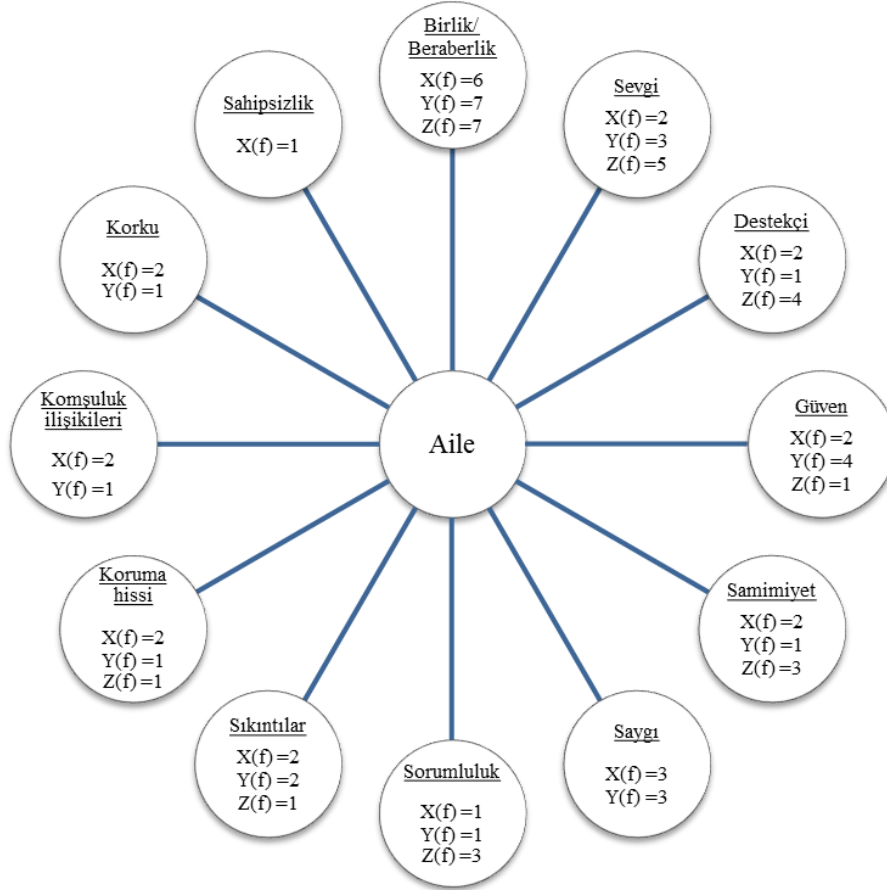 Birlik/
Beraberlik
X(f)=6
Y(f)=7
Z(f)=7
Sevgi
X(f)=2
Y(f)=3
Z(f)=5
Destekçi
X(f)=2
Y(f)=1
Z(f)=4
Güven
X(f)=2
Y(f)=4
Z(f)=1
Samimiyet
X(f)=2
Y(f)=1
Z(f)=3
Saygı
X(f)=3
Y(f)=3
Sorumluluk
X(f)=1
Y(f)=1
Z(f)=3
Sıkıntılar
X(f)=2
Y(f)=2
Z(f)=1
Koruma
hissi
X(f)=2
Y(f)=1
Z(f)=1
Komşuluk
ilişikileri
X(f)=2
Y(f)=1
Korku
X(f)=2
Y(f)=1
Sahipsizlik
X(f)=1
Aile